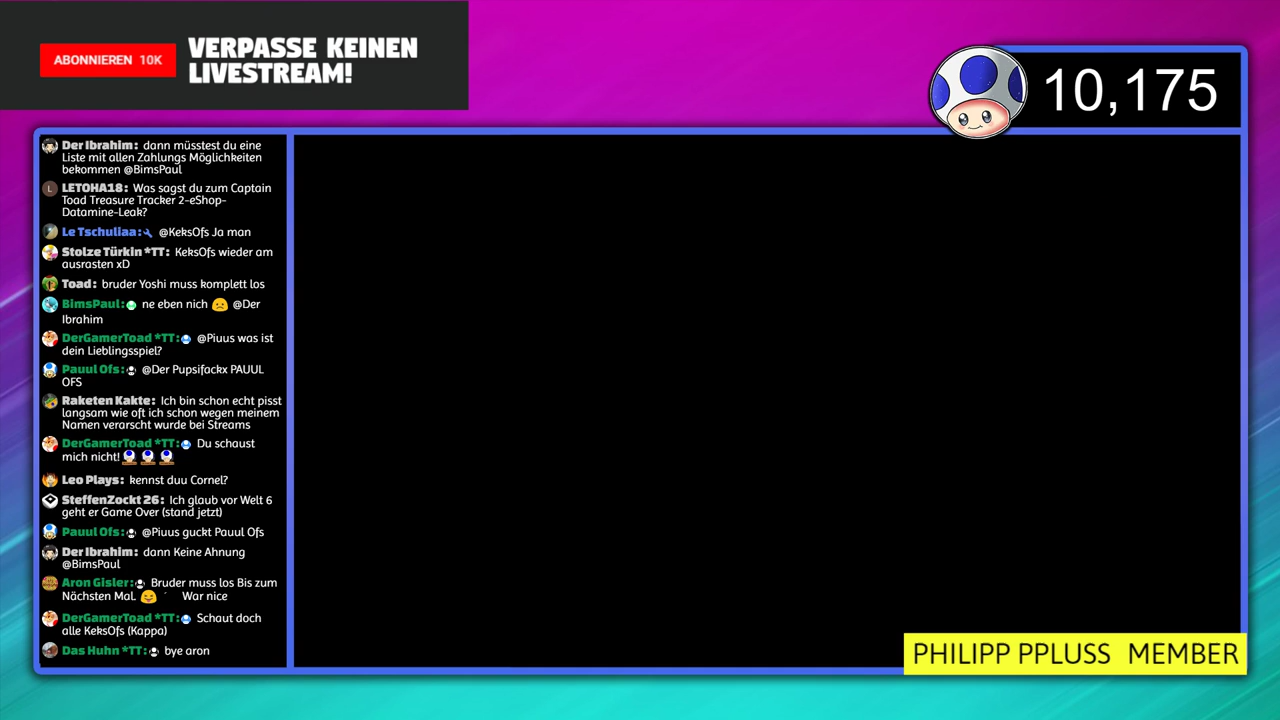 ABONNIEREN 10K
VERPASSE KEINEN
LIVESTREAM!
10,175
Der Ibrahim: dann müsstest du eine
Liste mit allen Zahlungs Möglichkeiten
bekommen @BimsPaul
L
LETOHA18: Was sagst du zum Captain
Toad Treasure Tracker 2-eShop-
Datamine-Leak?
Le Tschuliaa: @KeksOfs Ja man
Stolze Türkin *TT: KeksOfs wieder am
ausrasten xD
Toad: bruder Yoshi muss komplett los
BimsPaul: ne eben nich ☹️ @Der
Ibrahim
DerGamerToad *TT: @Piuus was ist
dein Lieblingsspiel?
Pauul Ofs: @Der Pupsifackx PAUUL
OFS
Raketen Kakte: Ich bin schon echt pisst
langsam wie oft ich schon wegen meinem
Namen verarscht wurde bei Streams
DerGamerToad *TT: Du schaust
mich nicht!
Leo Plays: kennst duu Cornel?
SteffenZockt 26: Ich glaub vor Welt 6
geht er Game Over (stand jetzt)
Pauul Ofs: @Piuus guckt Pauul Ofs
Der Ibrahim: dann Keine Ahnung
@BimsPaul
Aron Gisler: Bruder muss los Bis zum
Nächsten Mal. 😆 War nice
DerGamerToad *TT: Schaut doch
alle KeksOfs (Kappa)
Das Huhn *TT: bye aron
PHILIPP PPLUSS MEMBER